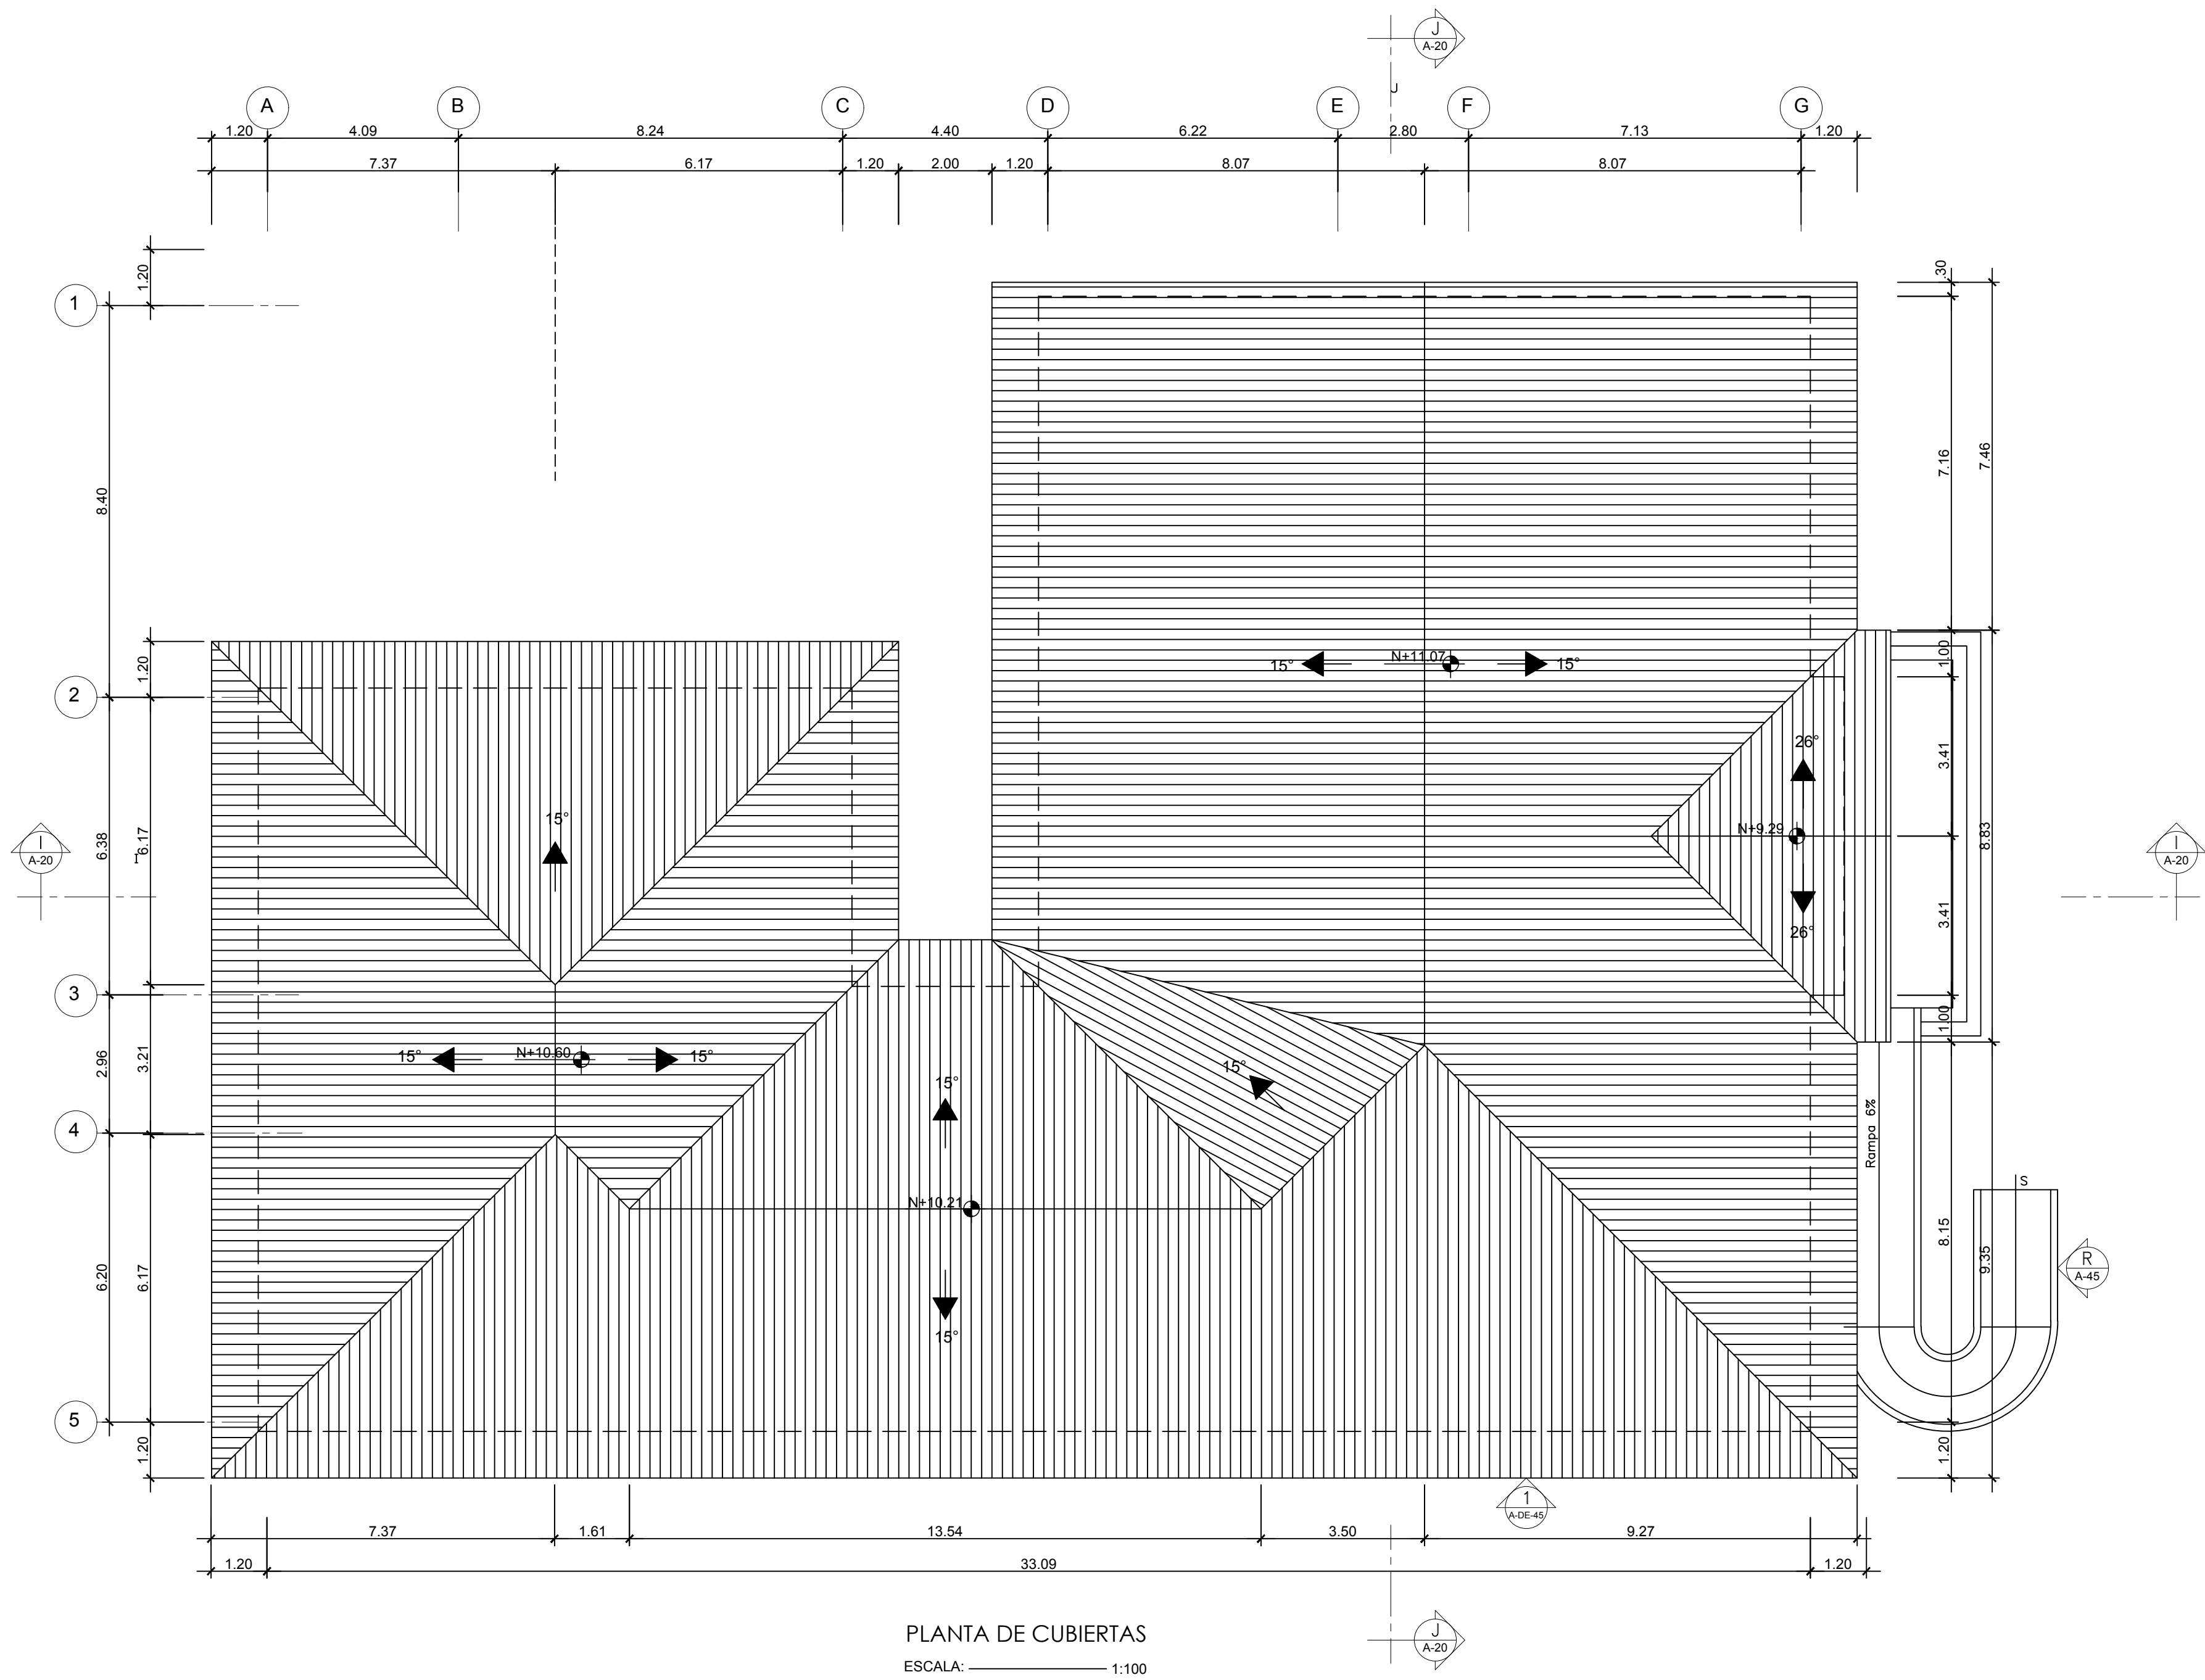 J
A-20
J
A B C D E F G
1.20 4.09 8.24 4.40 6.22 2.80 7.13 1.20
7.37 6.17 1.20 2.00 1.20 8.07 8.07
1.20
1
.30
8.40
7.16
7.46
1.20
2
1.00
15° N+11.07 15°
26°
3.41
15°
N+9.29
6.38
6.17
8.83
I
A-20
I
I
A-20
3.41
26°
3
1.00
2.96
3.21
15° N+10.60 15°
15°
15°
4
Rampa 6%
S
N+10.21
8.15
9.35
R
A-45
6.20
6.17
15°
5
1.20
1.20
1
A-DE-45
7.37 1.61 13.54 3.50 9.27
1.20 33.09 1.20
J
A-20
PLANTA DE CUBIERTAS
ESCALA: 1:100